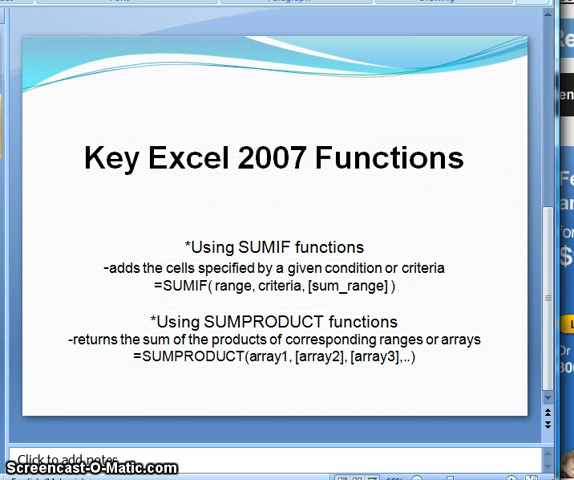 Key Excel 2007 Functions
*Using SUMIF functions
-adds the cells specified by a given condition or criteria
=SUMIF( range, criteria, [sum_range] )
*Using SUMPRODUCT functions
-returns the sum of the products of corresponding ranges or arrays
=SUMPRODUCT(array1, [array2], [array3],..)
Click to add notes
Screencast-O-Matic.com